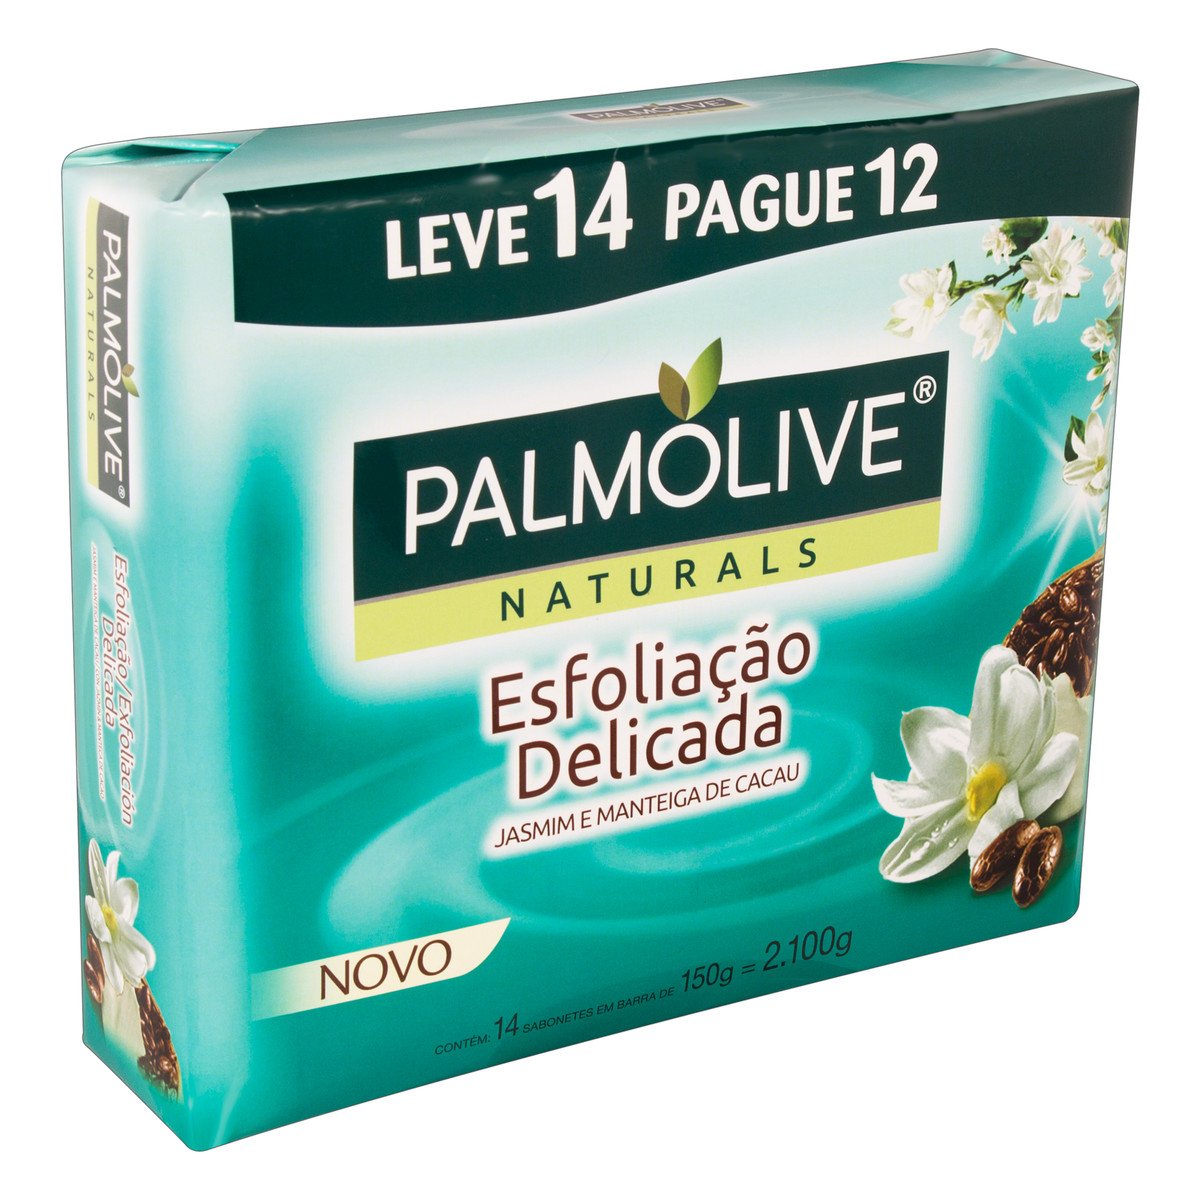 PALMOLIVE
LEVE 14 PAGUE 12
PALMOLIVE®
NATURALS
Esfoliação
Delicada
JASMIM E MANTEIGA DE CACAU
NOVO
CONTÉM: 14 SABONETES EM BARRA DE 150g = 2.100g
PALMOLIVE®
NATURALS
Esfoliação/Exfoliación
Delicada